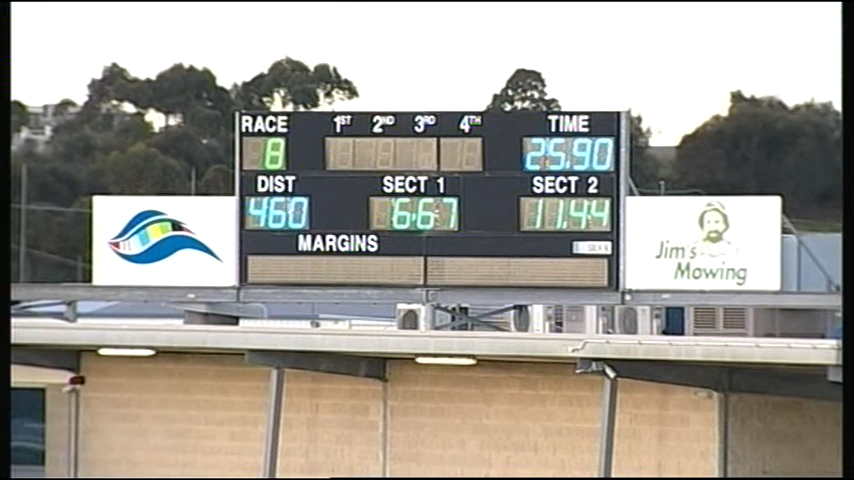 RACE 1ST 2ND 3RD 4TH TIME
8 25.90
DIST SECT 1 SECT 2
460 6.67 11.44
MARGINS
Jim's
Mowing